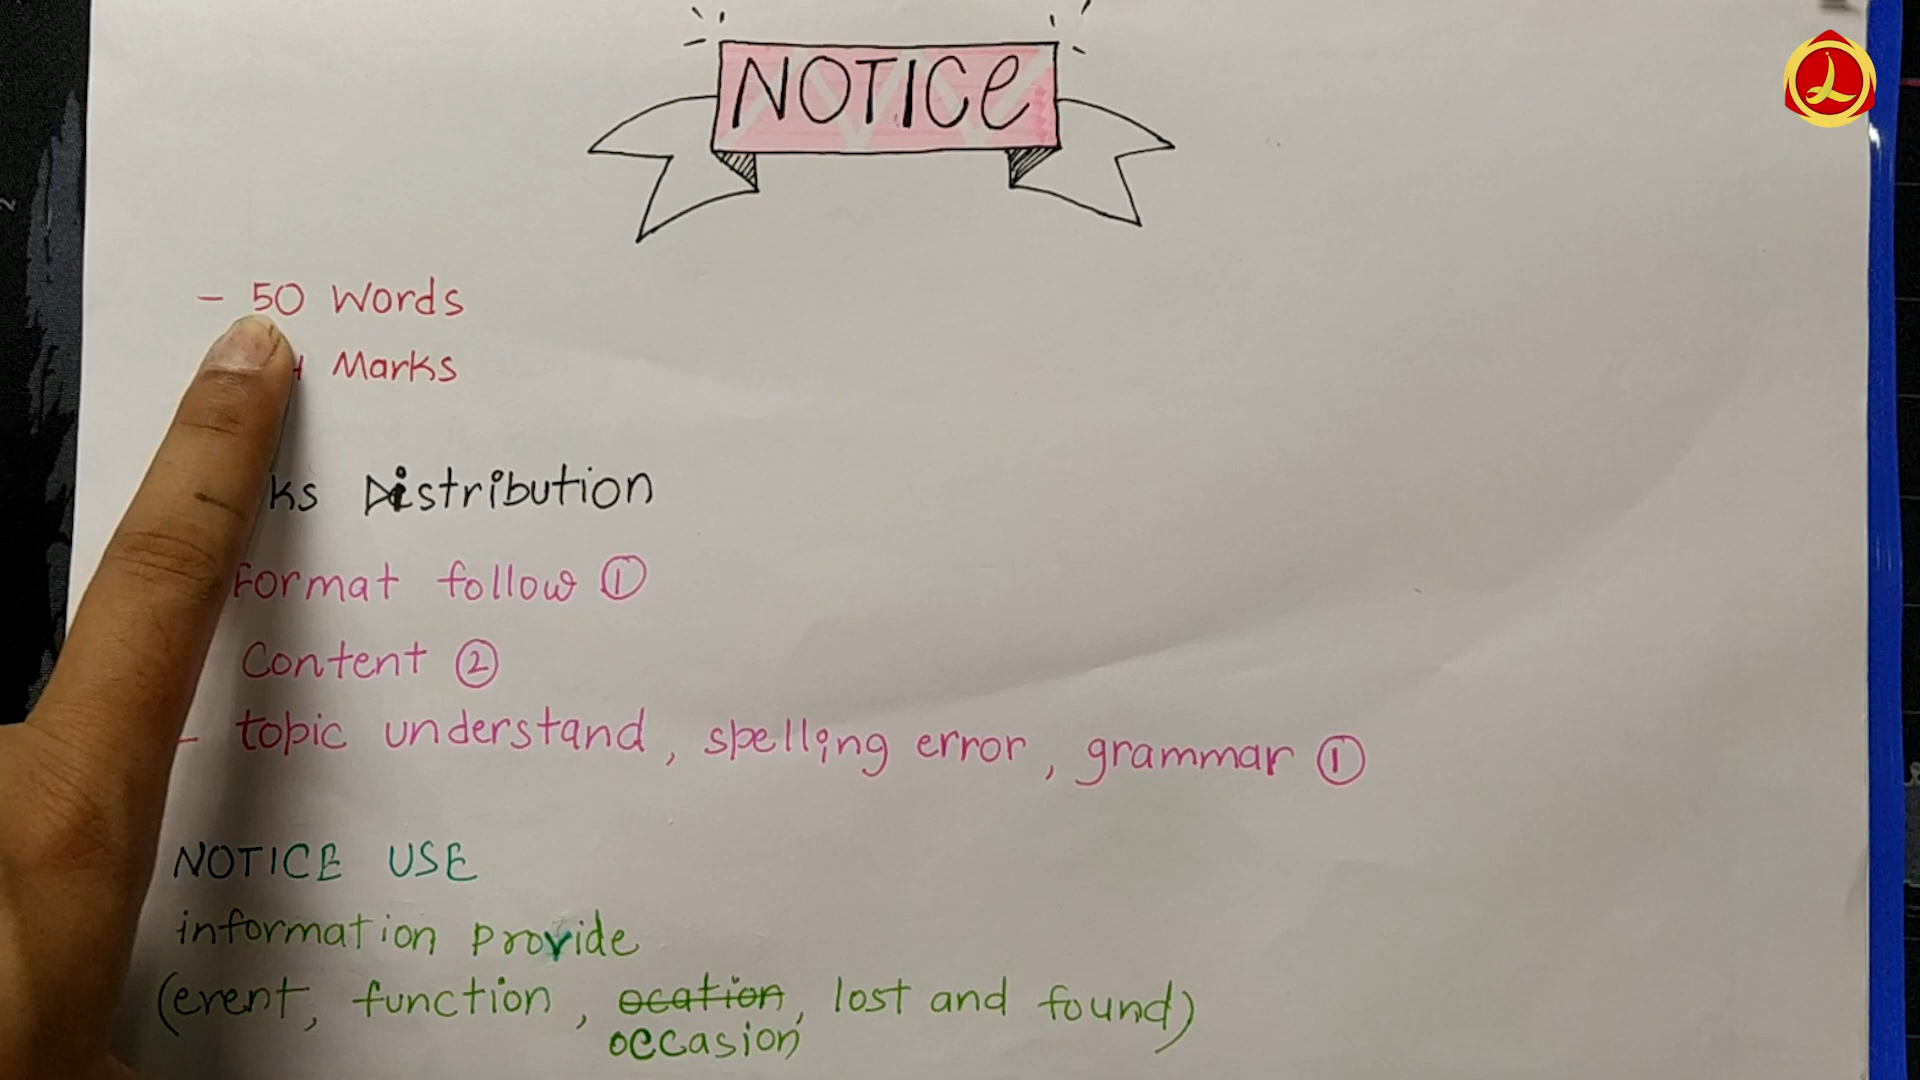 NOTICE
- 50 Words
4 Marks
ks Distribution
Format follow ①
Content ②
- topic understand, spelling error, grammar ①
NOTICE USE
information provide
(event, function, ocation, lost and found)
occasion